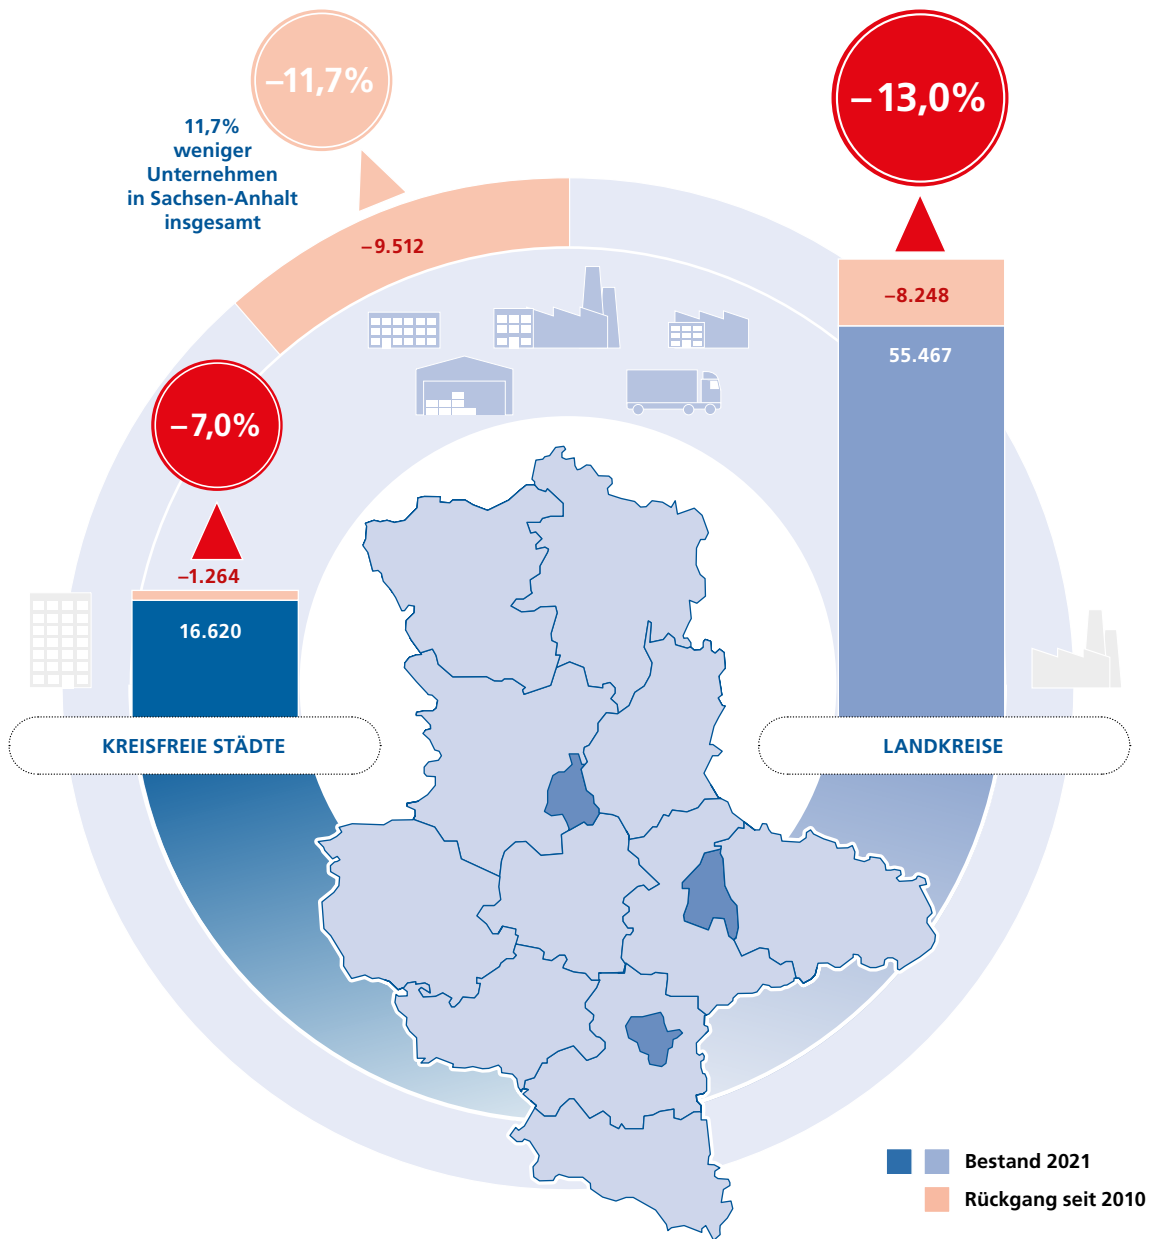 –11,7%
11,7%
weniger
Unternehmen
in Sachsen-Anhalt
insgesamt
–9.512
–13,0%
–8.248
55.467
–7,0%
–1.264
16.620
KREISFREIE STÄDTE
LANDKREISE
Bestand 2021
Rückgang seit 2010